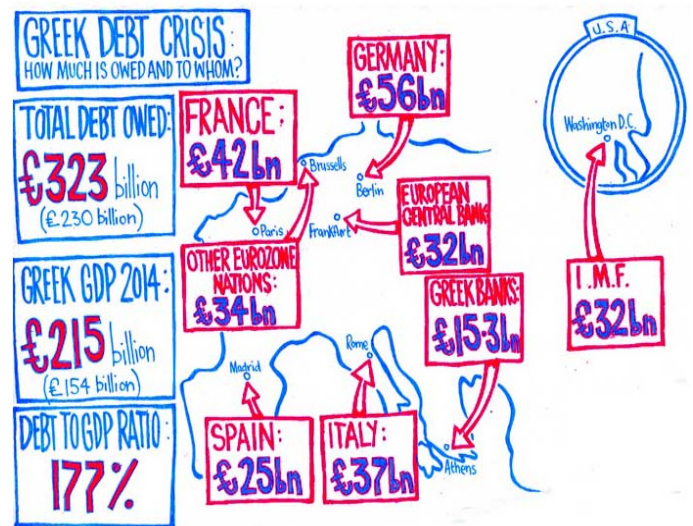 GREEK DEBT CRISIS:
HOW MUCH IS OWED AND TO WHOM?
TOTAL DEBT OWED:
€323 billion
(£230 billion)
GREEK GDP 2014:
€215 billion
(£154 billion)
DEBT TO GDP RATIO:
177%
FRANCE:
€42bn
GERMANY:
€56bn
Brussells
Berlin
Paris
Frankfurt
EUROPEAN
CENTRAL BANK
€32bn
OTHER EUROZONE
NATIONS:
€34bn
GREEK BANKS:
€15.3bn
Madrid
Rome
Athens
SPAIN:
€25bn
ITALY:
€37bn
U.S.A
Washington D.C.
I.M.F.
€32bn